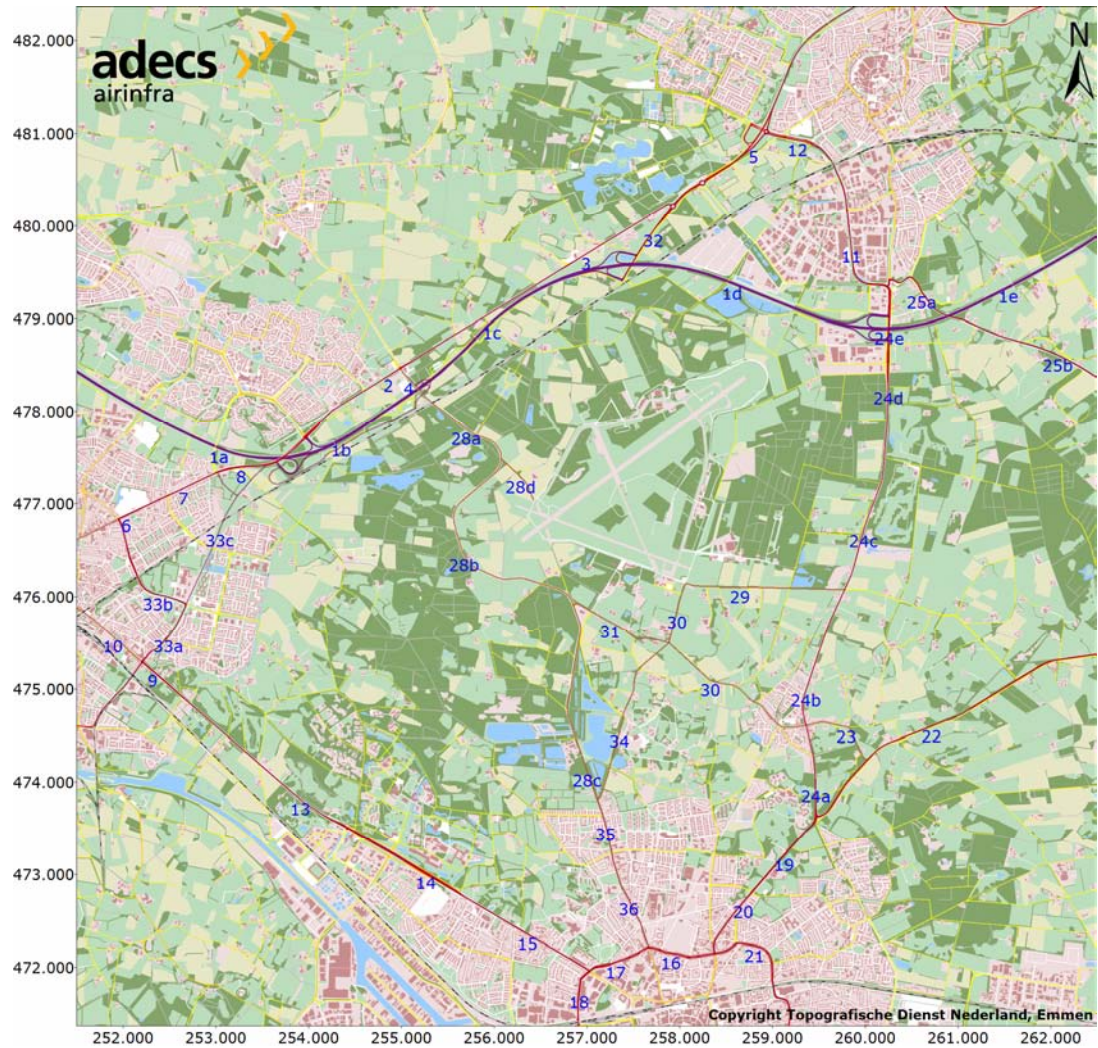 adecs
airinfra
N
482.000
481.000
480.000
479.000
478.000
477.000
476.000
475.000
474.000
473.000
472.000
5
12
32
11
3
1d
1e
25a
1c
24e
25b
2
4
24d
28a
1b
1a
8
28d
7
6
33c
24c
28b
29
33b
31
30
10
33a
9
30
24b
34
23
22
28c
24a
13
35
19
14
36
20
15
16
21
17
18
Copyright Topografische Dienst Nederland, Emmen
252.000 253.000 254.000 255.000 256.000 257.000 258.000 259.000 260.000 261.000 262.000